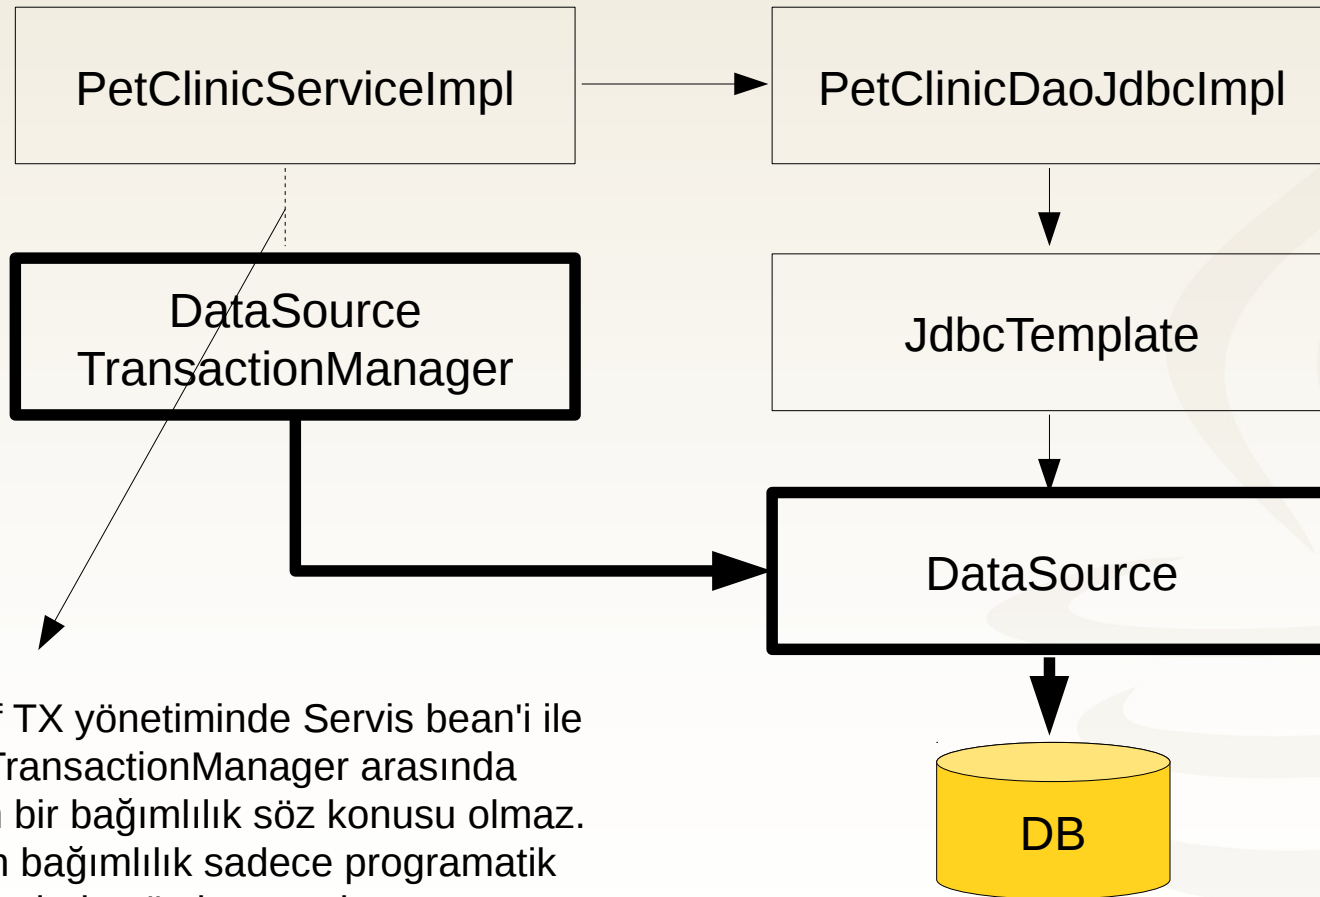 PetClinicServiceImpl
PetClinicDaoJdbcImpl
DataSource
TransactionManager
JdbcTemplate
DataSource
TX yönetiminde Servis bean'i ile
TransactionManager arasında
bir bağımlılık söz konusu olmaz.
bağımlılık sadece programatik
DB